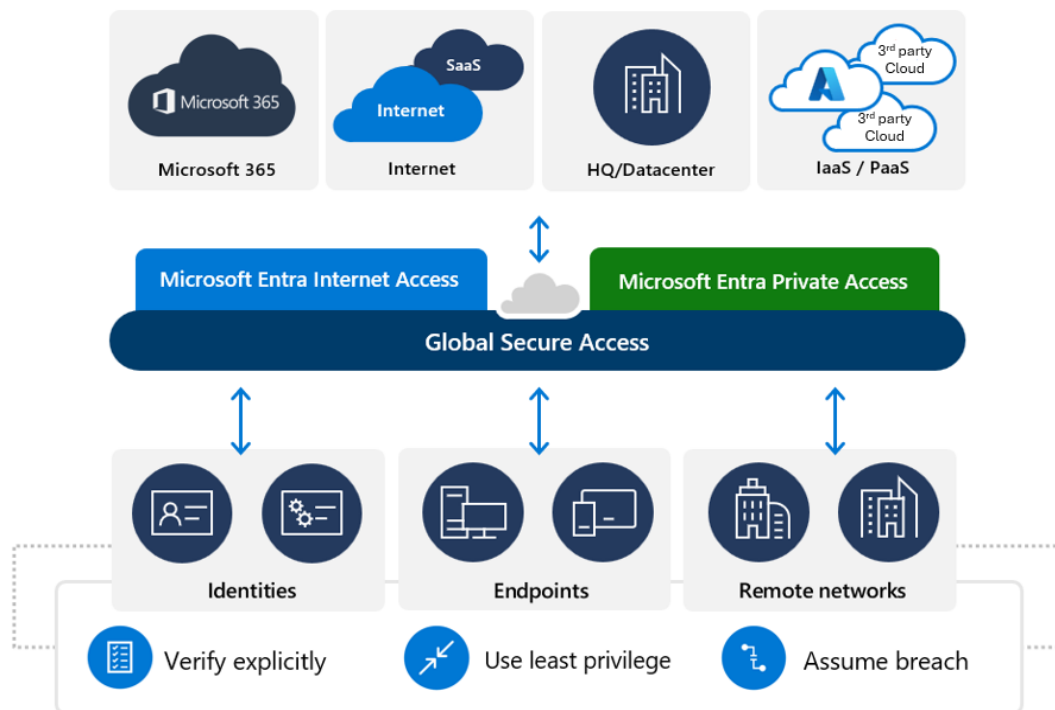 Microsoft 365
SaaS
Internet
3rd party
Cloud
3rd party
Cloud
Microsoft 365
Internet
HQ/Datacenter
IaaS / PaaS
Microsoft Entra Internet Access
Microsoft Entra Private Access
Global Secure Access
Identities
Endpoints
Remote networks
Verify explicitly
Use least privilege
Assume breach